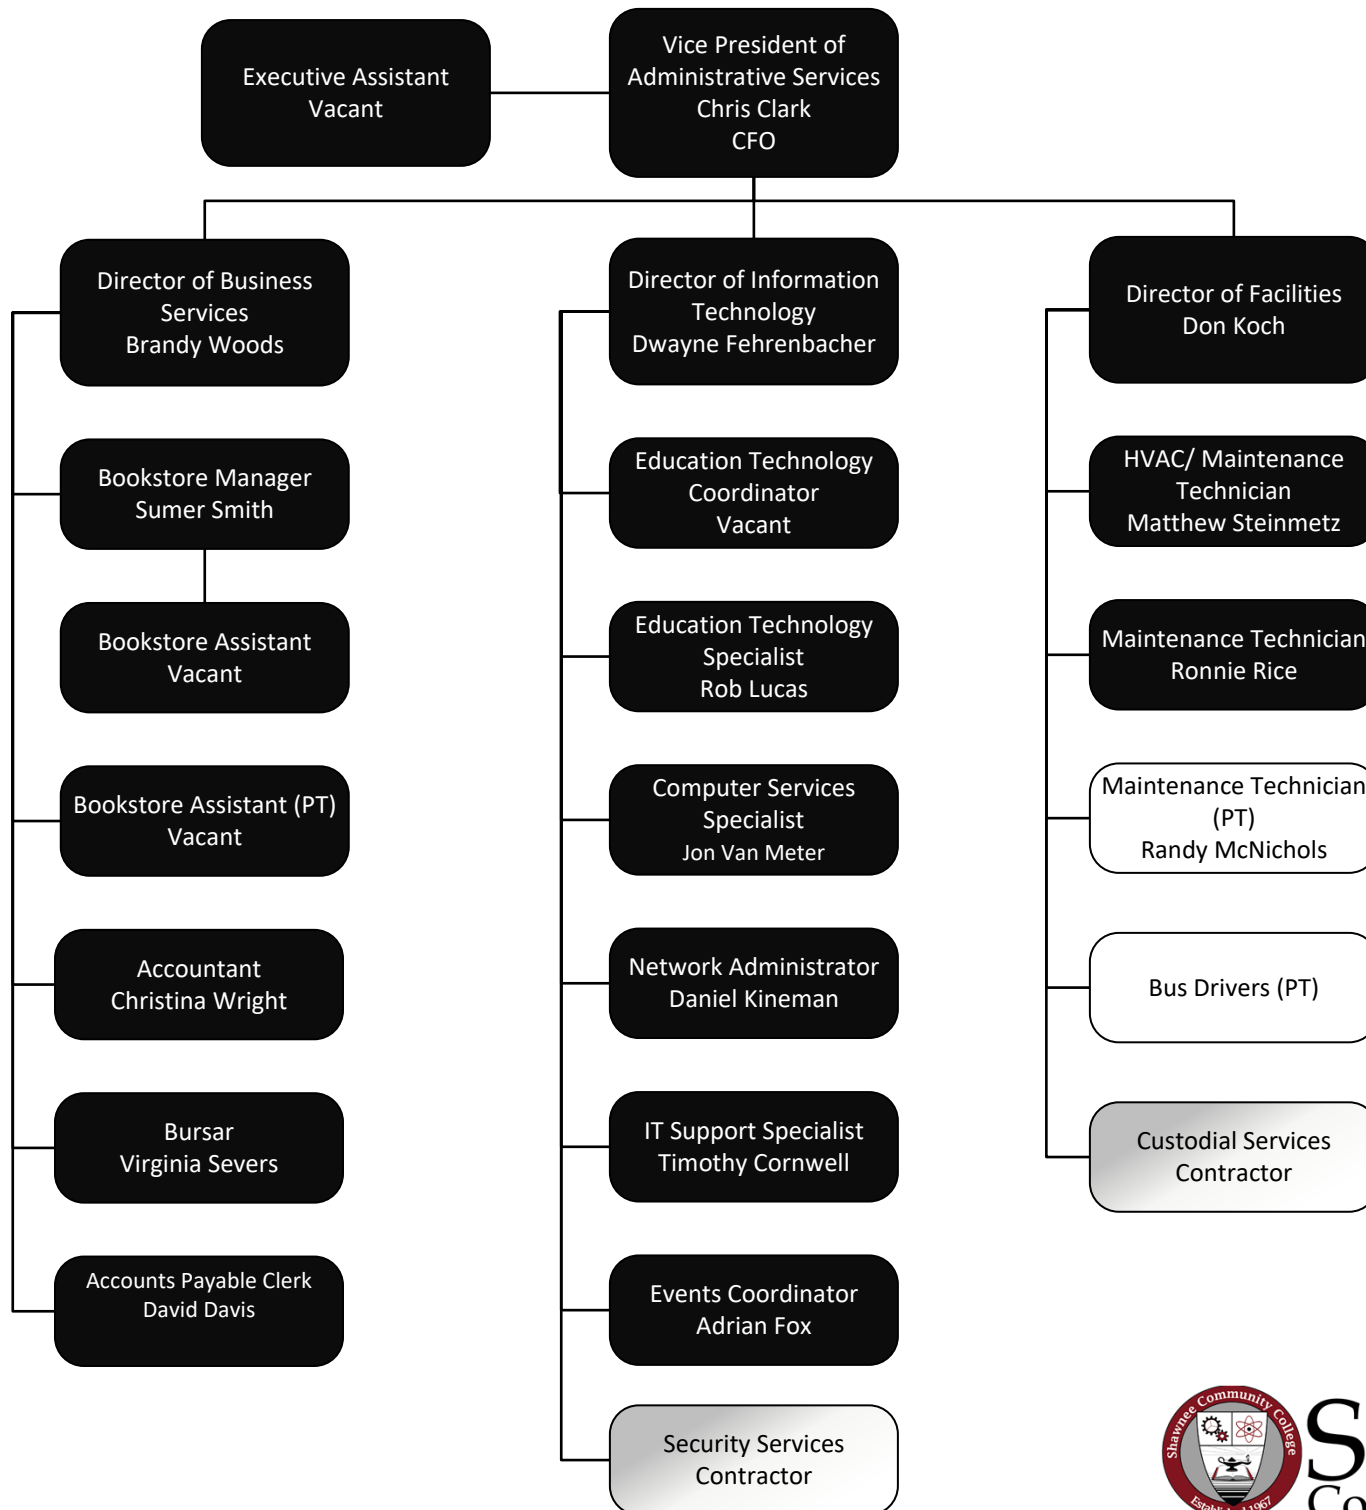 Executive Assistant
Vacant
Vice President of
Administrative Services
Chris Clark
CFO
Director of Business
Services
Brandy Woods
Bookstore Manager
Sumer Smith
Bookstore Assistant
Vacant
Bookstore Assistant (PT)
Vacant
Accountant
Christina Wright
Bursar
Virginia Severs
Accounts Payable Clerk
David Davis
Director of Information
Technology
Dwayne Fehrenbacher
Education Technology
Coordinator
Vacant
Education Technology
Specialist
Rob Lucas
Computer Services
Specialist
Jon Van Meter
Network Administrator
Daniel Kineman
IT Support Specialist
Timothy Cornwell
Events Coordinator
Adrian Fox
Security Services
Contractor
Director of Facilities
Don Koch
HVAC/ Maintenance
Technician
Matthew Steinmetz
Maintenance Technician
Ronnie Rice
Maintenance Technician
(PT)
Randy McNichols
Bus Drivers (PT)
Custodial Services
Contractor
Shawnee Community College
Established 1967
S
Co